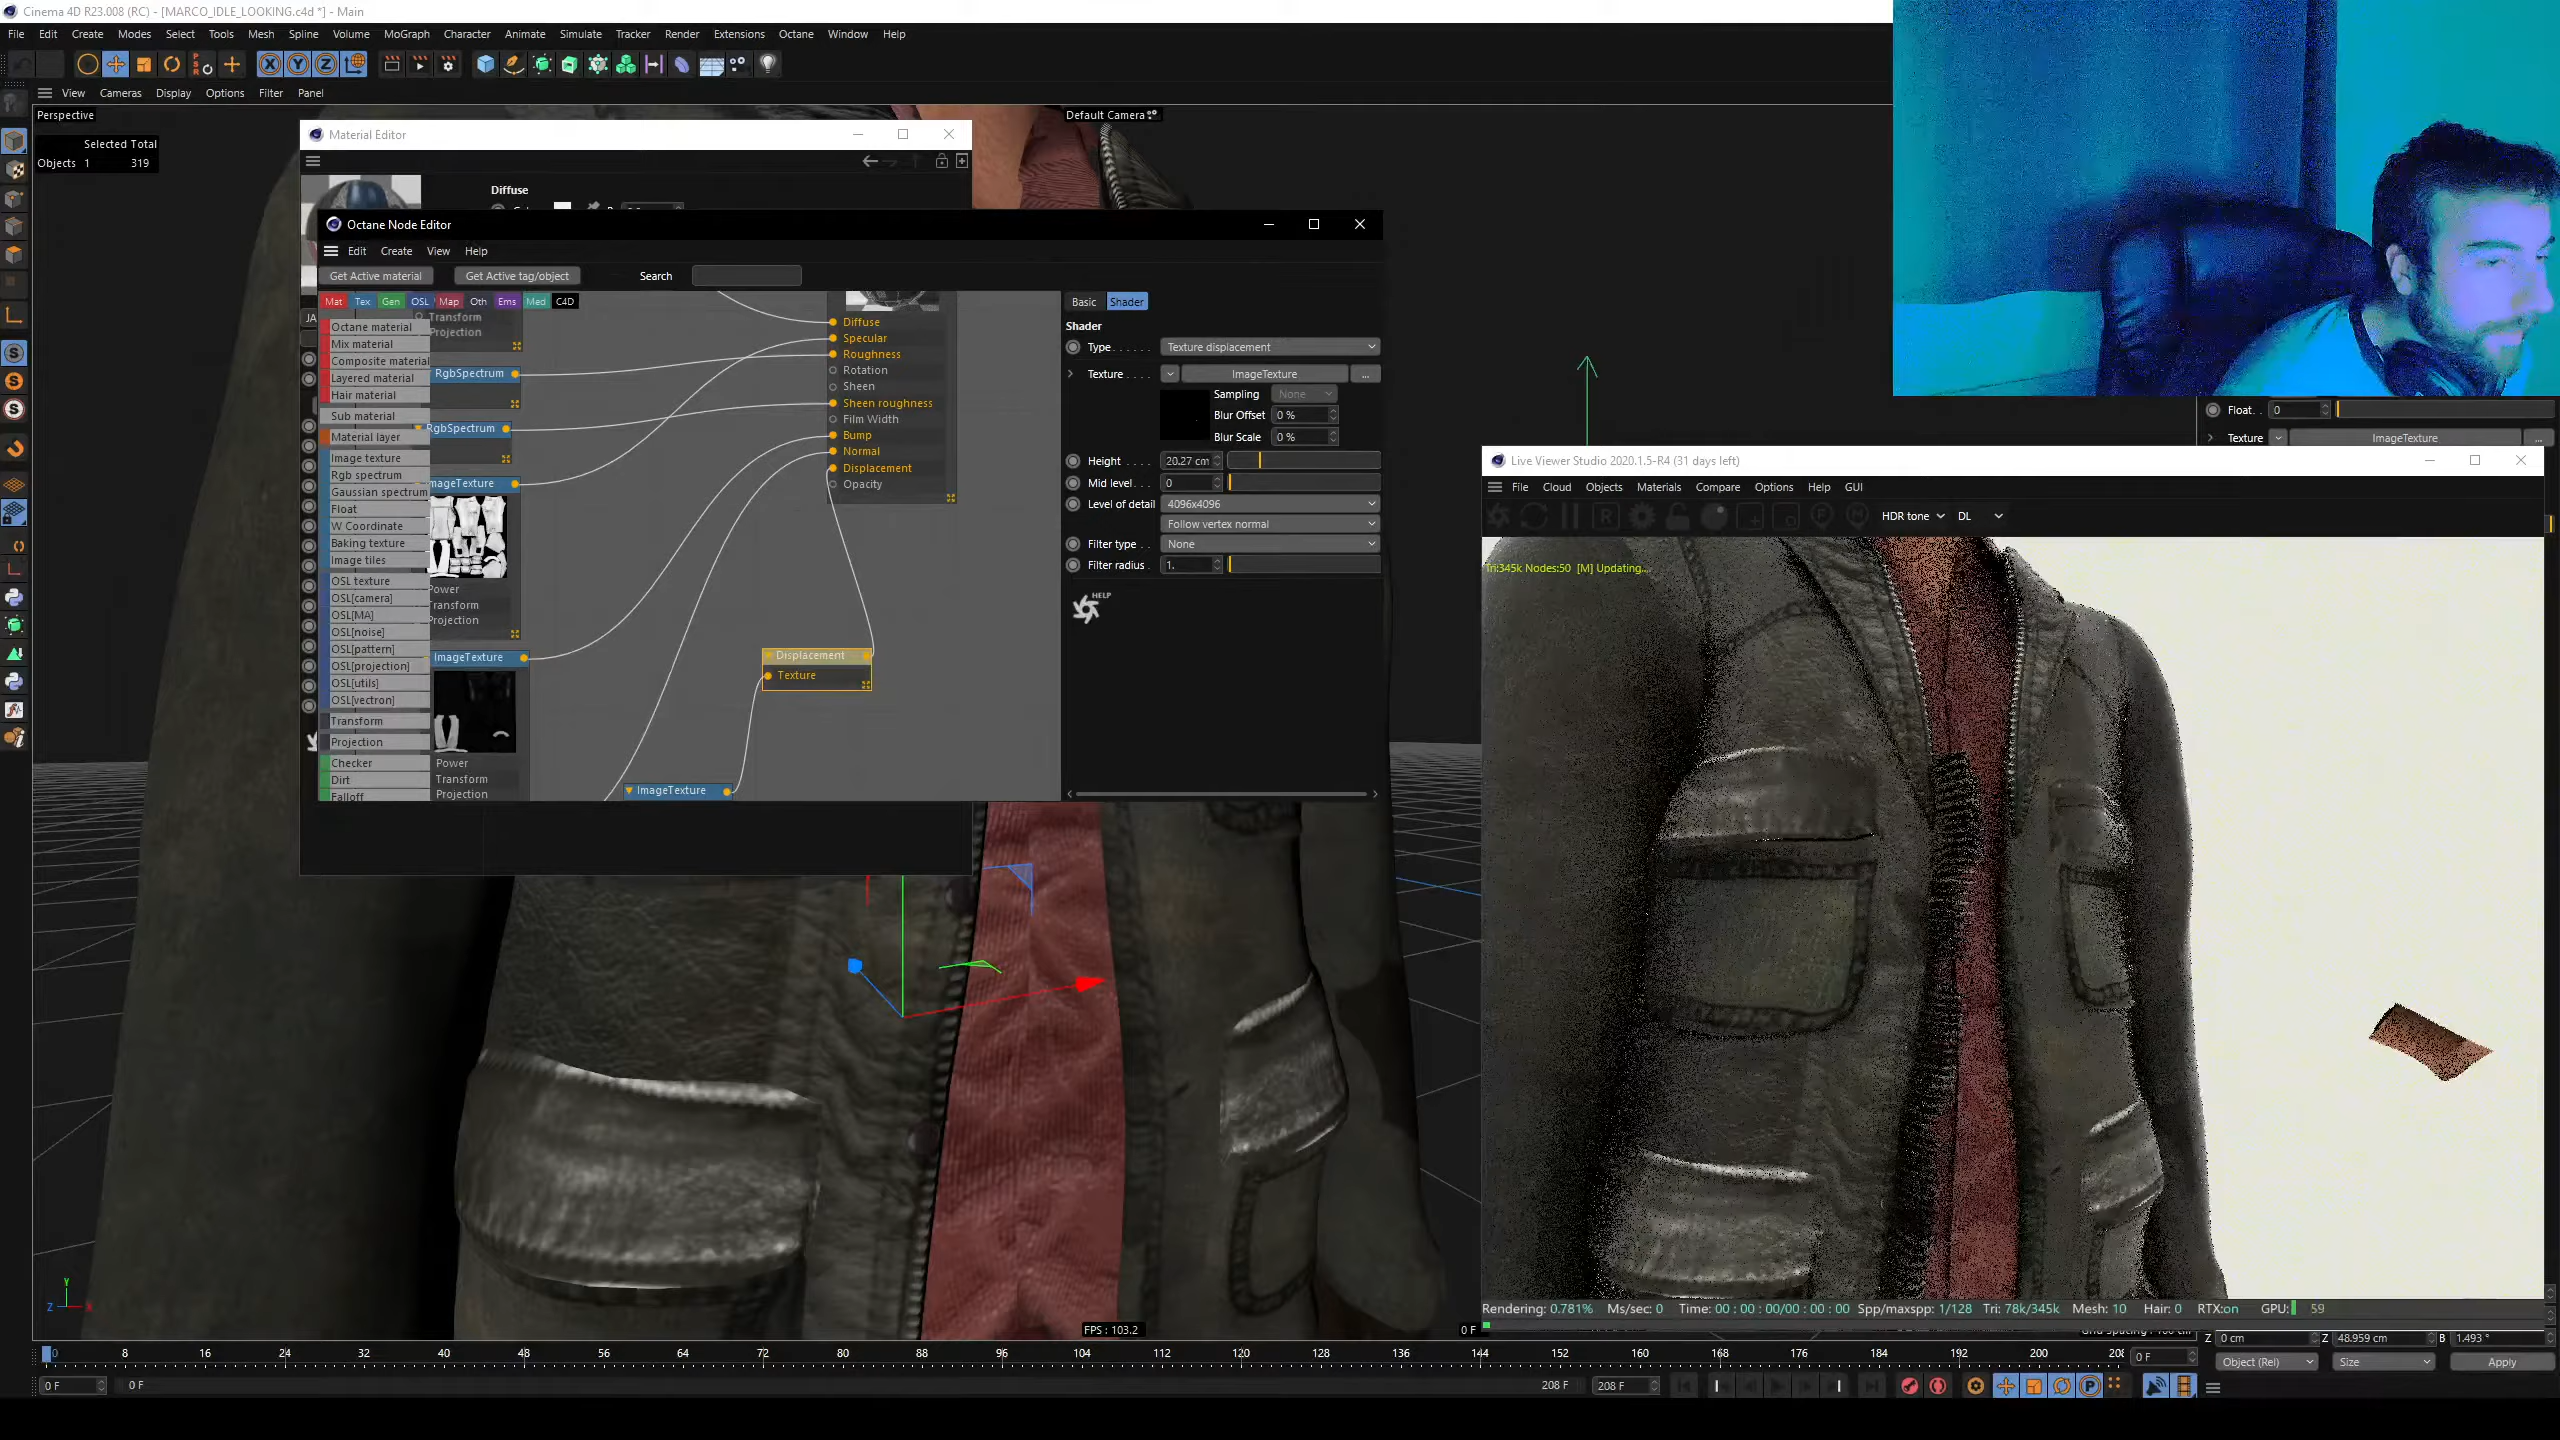 Cinema 4D R23.008 (RC) - [MARCO_IDLE_LOOKING.c4d *] - Main
File Edit Create Modes Select Tools Mesh Spline Volume MoGraph Character Animate Simulate Tracker Render Extensions Octane Window Help
View Cameras Display Options Filter Panel
Perspective
Default Camera
Selected Total
Objects 1 319
Material Editor
Diffuse
Octane Node Editor
Edit Create View Help
Get Active material
Get Active tag/object
Search
Mat Tex Gen OSL Map Oth Ems Med C4D
JA
Octane material
Mix material
Composite material
Layered material
Hair material
Sub material
Material layer
Image texture
Rgb spectrum
Gaussian spectrum
Float
W Coordinate
Baking texture
Image tiles
OSL texture
OSL[camera]
OSL[MA]
OSL[noise]
OSL[pattern]
OSL[projection]
OSL[utils]
OSL[vectron]
Transform
Projection
Checker
Dirt
Falloff
Transform
Projection
RgbSpectrum
RgbSpectrum
mageTexture
Power
Transform
Projection
ImageTexture
Power
Transform
Projection
Diffuse
Specular
Roughness
Rotation
Sheen
Sheen roughness
Film Width
Bump
Normal
Displacement
Opacity
Displacement
Texture
ImageTexture
Basic Shader
Shader
Type Texture displacement
Texture ImageTexture ...
Sampling None
Blur Offset 0 %
Blur Scale 0 %
Height 20.27 cm
Mid level 0
Level of detail 4096x4096
Follow vertex normal
Filter type None
Filter radius 1.
HELP
Float 0
Texture ImageTexture ...
Live Viewer Studio 2020.1.5-R4 (31 days left)
File Cloud Objects Materials Compare Options Help GUI
HDR tone DL
Tri:345k Nodes:50 [M] Updating..
Rendering: 0.781% Ms/sec: 0 Time: 00 : 00 : 00/00 : 00 : 00 Spp/maxspp: 1/128 Tri: 78k/345k Mesh: 10 Hair: 0 RTX:on GPU: 59
Y
Z
X
FPS : 103.2
0 F
0 8 16 24 32 40 48 56 64 72 80 88 96 104 112 120 128 136 144 152 160 168 176 184 192 200 208
0 F
0 F
0 F
208 F
208 F
Z 0 cm Z 48.959 cm B 1.493 °
Object (Rel) Size Apply